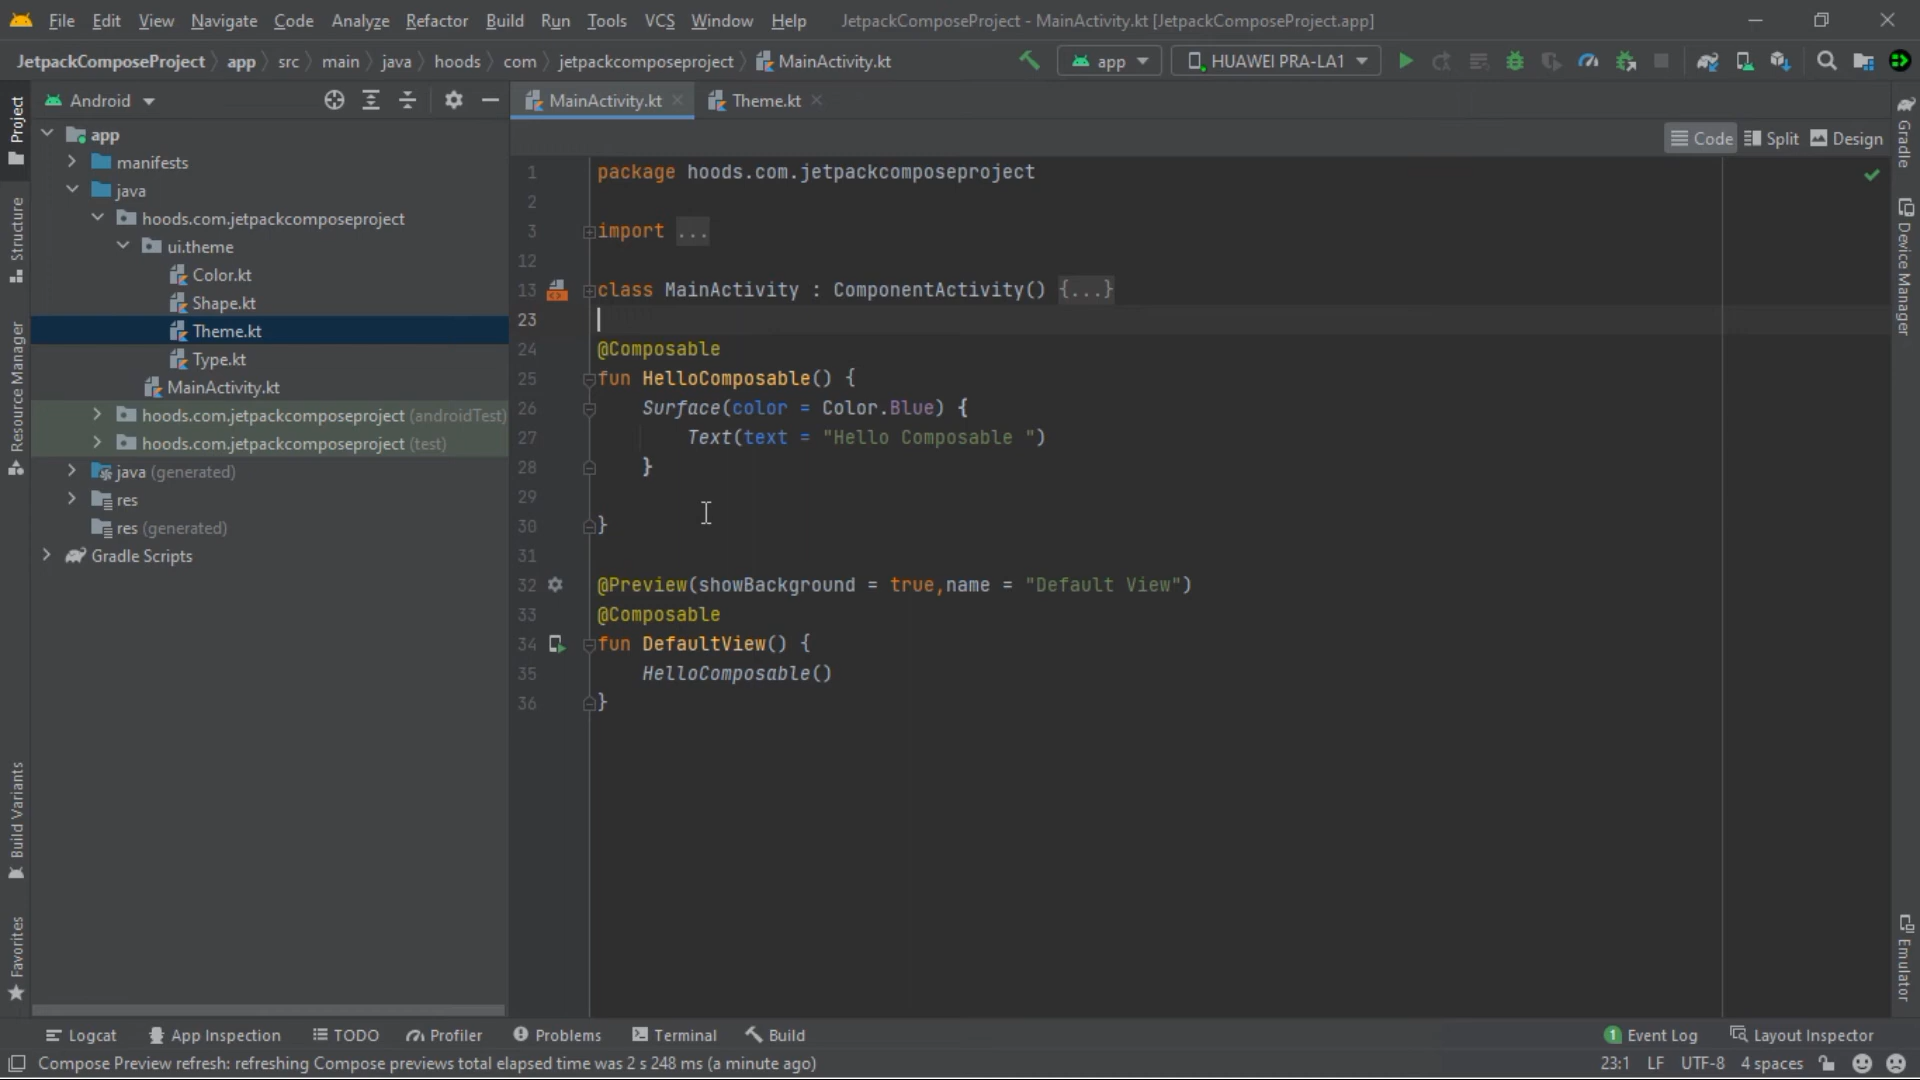 File Edit View Navigate Code Analyze Refactor Build Run Tools VCS Window Help JetpackComposeProject - MainActivity.kt [JetpackComposeProject.app]
JetpackComposeProject app src main java hoods com jetpackcomposeproject MainActivity.kt app HUAWEI PRA-LA1
Project
Structure
Resource Manager
Build Variants
Favorites
Android
app
manifests
java
hoods.com.jetpackcomposeproject
ui.theme
Color.kt
Shape.kt
Theme.kt
Type.kt
MainActivity.kt
hoods.com.jetpackcomposeproject (androidTest)
hoods.com.jetpackcomposeproject (test)
java (generated)
res
res (generated)
Gradle Scripts
MainActivity.kt Theme.kt
Code Split Design
1 package hoods.com.jetpackcomposeproject
2
3 import ...
12
13 class MainActivity : ComponentActivity() {...}
23
24 @Composable
25 fun HelloComposable() {
26 Surface(color = Color.Blue) {
27 Text(text = "Hello Composable ")
28 }
29
30 }
31
32 @Preview(showBackground = true,name = "Default View")
33 @Composable
34 fun DefaultView() {
35 HelloComposable()
36 }
Gradle
Device Manager
Emulator
Logcat App Inspection TODO Profiler Problems Terminal Build 1 Event Log Layout Inspector
Compose Preview refresh: refreshing Compose previews total elapsed time was 2 s 248 ms (a minute ago) 23:1 LF UTF-8 4 spaces